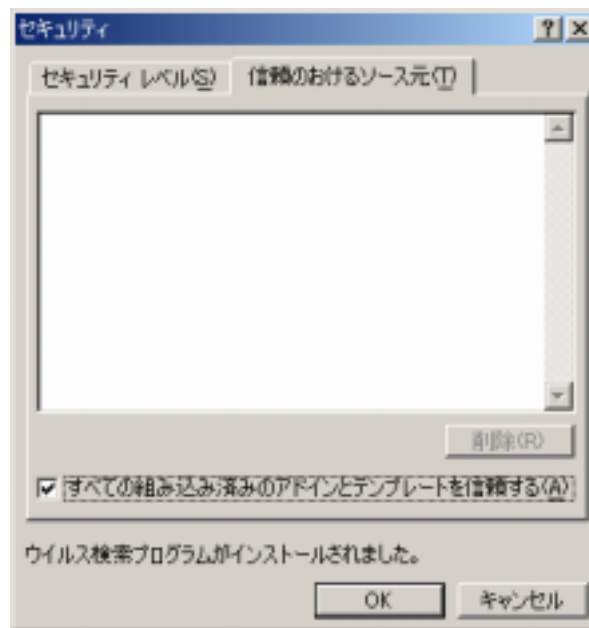 セキュリティ
セキュリティ レベル(S) 信頼のおけるソース元(T)
削除(R)
すべての組み込み済みのアドインとテンプレートを信頼する(A)
ウイルス検索プログラムがインストールされました。
OK キャンセル